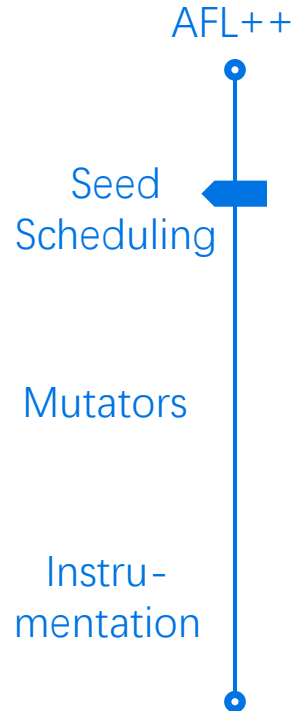 AFL++
Seed
Scheduling
Mutators
Instru-
mentation